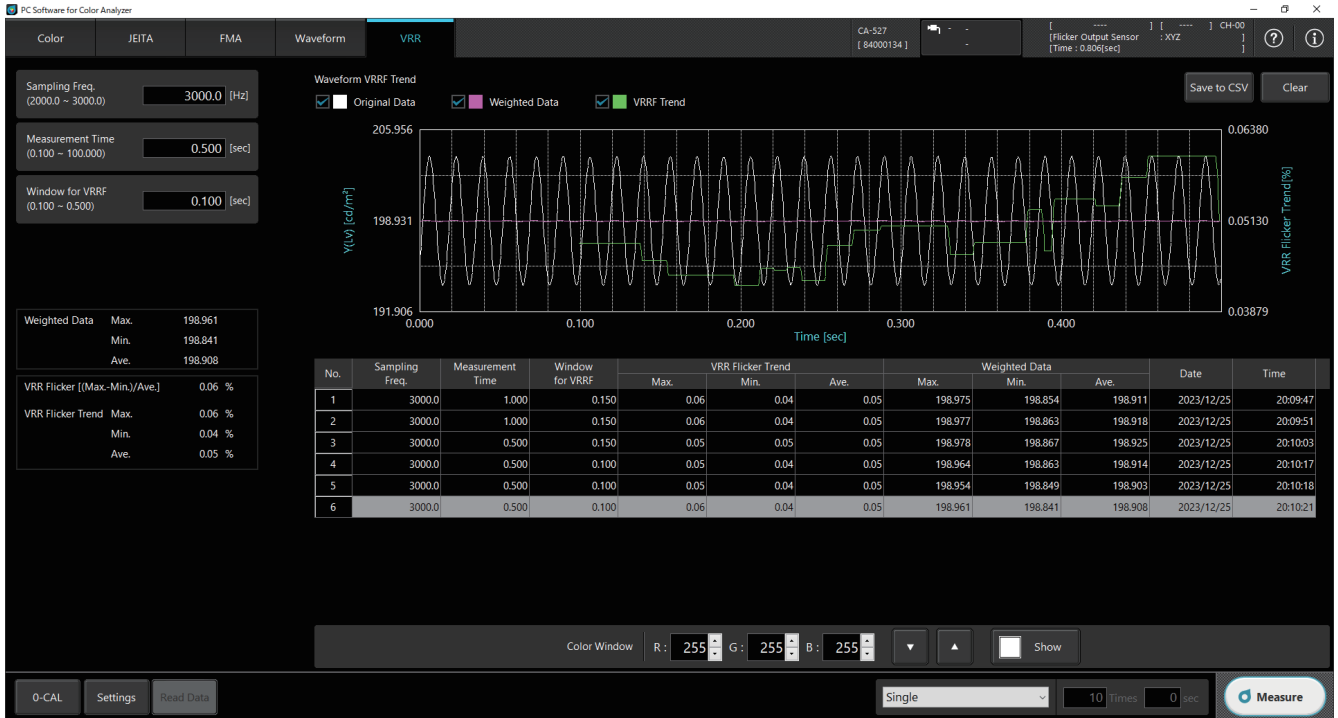 PC Software for Color Analyzer
Color JEITA FMA Waveform VRR
CA-527
[ 84000134 ]
- -
-
[ ---- ] [ ---- ] CH-00
[Flicker Output Sensor : XYZ ]
[Time : 0.806[sec] ]
Sampling Freq.
(2000.0 ~ 3000.0)
3000.0 [Hz]
Measurement Time
(0.100 ~ 100.000)
0.500 [sec]
Window for VRRF
(0.100 ~ 0.500)
0.100 [sec]
Weighted Data Max. 198.961
Min. 198.841
Ave. 198.908
VRR Flicker [(Max.-Min.)/Ave.] 0.06 %
VRR Flicker Trend Max. 0.06 %
Min. 0.04 %
Ave. 0.05 %
Waveform VRRF Trend
Original Data Weighted Data VRRF Trend
Save to CSV Clear
205.956
198.931
191.906
Y(Lv) [cd/m²]
0.06380
0.05130
0.03879
VRR Flicker Trend[%]
0.000 0.100 0.200 0.300 0.400
Time [sec]
No. Sampling Freq. Measurement Time Window for VRRF VRR Flicker Trend Weighted Data Date Time
Max. Min. Ave. Max. Min. Ave.
1 3000.0 1.000 0.150 0.06 0.04 0.05 198.975 198.854 198.911 2023/12/25 20:09:47
2 3000.0 1.000 0.150 0.06 0.04 0.05 198.977 198.863 198.918 2023/12/25 20:09:51
3 3000.0 0.500 0.150 0.05 0.05 0.05 198.978 198.867 198.925 2023/12/25 20:10:03
4 3000.0 0.500 0.100 0.05 0.04 0.05 198.964 198.863 198.914 2023/12/25 20:10:17
5 3000.0 0.500 0.100 0.05 0.04 0.05 198.954 198.849 198.903 2023/12/25 20:10:18
6 3000.0 0.500 0.100 0.06 0.04 0.05 198.961 198.841 198.908 2023/12/25 20:10:21
Color Window R : 255 G : 255 B : 255 Show
0-CAL Settings Read Data
Single 10 Times 0 sec Measure